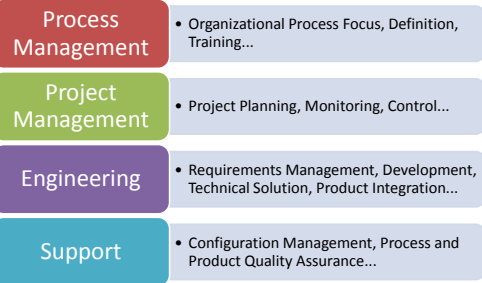 Process
Management
• Organizational Process Focus, Definition,
Training...
Project
Management
• Project Planning, Monitoring, Control...
Engineering
• Requirements Management, Development,
Technical Solution, Product Integration...
Support
• Configuration Management, Process and
Product Quality Assurance...